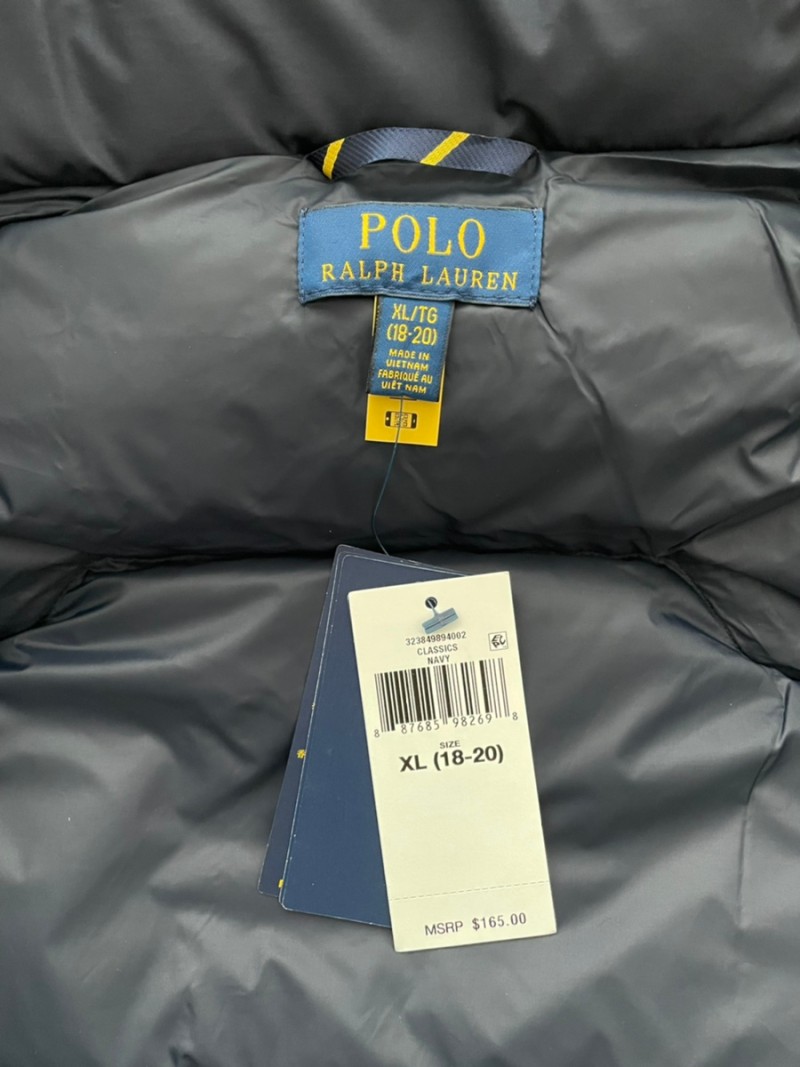 POLO
RALPH LAUREN
XL/TG
(18-20)
MADE IN
VIETNAM
FABRIQUÉ AU
VIÊT NAM
323849894002
CLASSICS
NAVY
8 87685 98269 8
SIZE
XL (18-20)
MSRP $165.00